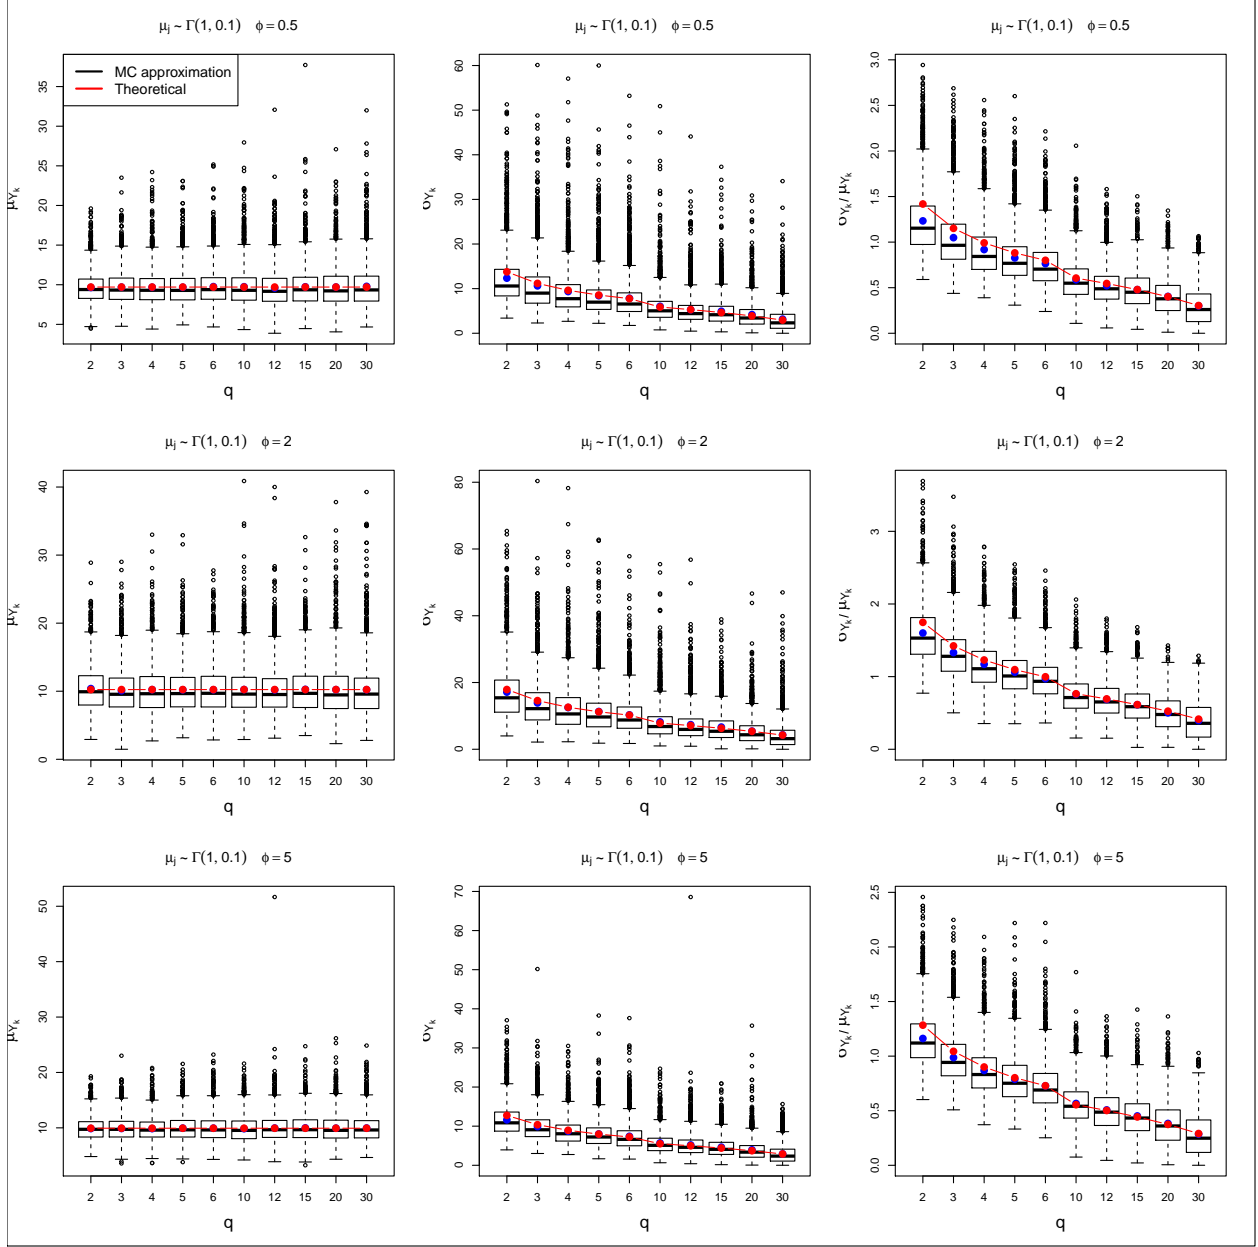 μj ~ Γ(1, 0.1) ϕ = 0.5
μj ~ Γ(1, 0.1) ϕ = 0.5
μj ~ Γ(1, 0.1) ϕ = 0.5
MC approximation
Theoretical
μYk
5 10 15 20 25 30 35
2 3 4 5 6 10 12 15 20 30
q
σYk
0 10 20 30 40 50 60
2 3 4 5 6 10 12 15 20 30
q
σYk / μYk
0.0 0.5 1.0 1.5 2.0 2.5 3.0
2 3 4 5 6 10 12 15 20 30
q
μj ~ Γ(1, 0.1) ϕ = 2
μj ~ Γ(1, 0.1) ϕ = 2
μj ~ Γ(1, 0.1) ϕ = 2
μYk
0 10 20 30 40
2 3 4 5 6 10 12 15 20 30
q
σYk
0 20 40 60 80
2 3 4 5 6 10 12 15 20 30
q
σYk / μYk
0 1 2 3
2 3 4 5 6 10 12 15 20 30
q
μj ~ Γ(1, 0.1) ϕ = 5
μj ~ Γ(1, 0.1) ϕ = 5
μj ~ Γ(1, 0.1) ϕ = 5
μYk
10 20 30 40 50
2 3 4 5 6 10 12 15 20 30
q
σYk
0 10 20 30 40 50 60 70
2 3 4 5 6 10 12 15 20 30
q
σYk / μYk
0.0 0.5 1.0 1.5 2.0 2.5
2 3 4 5 6 10 12 15 20 30
q